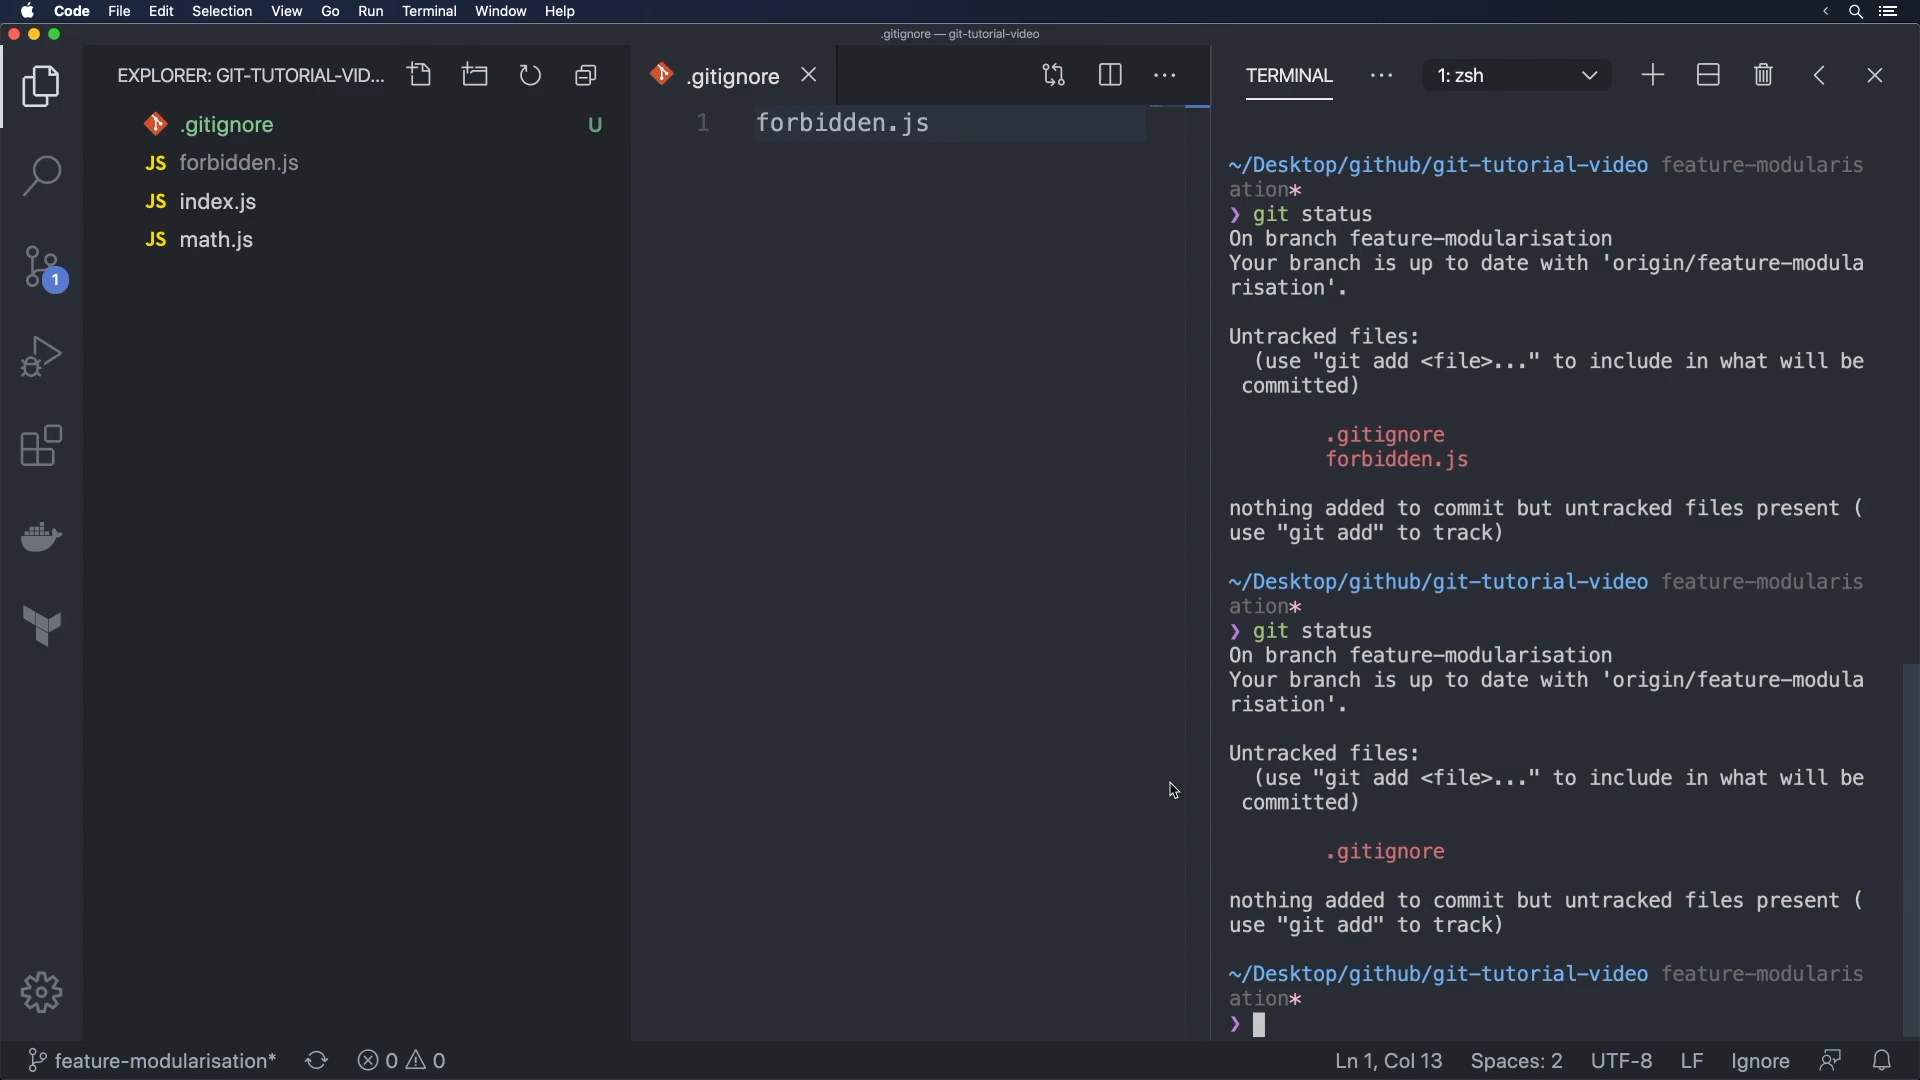 Code File Edit Selection View Go Run Terminal Window Help
.gitignore — git-tutorial-video
EXPLORER: GIT-TUTORIAL-VID...
.gitignore U
JS forbidden.js
JS index.js
JS math.js
1
.gitignore
1 forbidden.js
TERMINAL
1: zsh
~/Desktop/github/git-tutorial-video feature-modularis
ation*
❯ git status
On branch feature-modularisation
Your branch is up to date with 'origin/feature-modula
risation'.
Untracked files:
(use "git add <file>..." to include in what will be
committed)
.gitignore
forbidden.js
nothing added to commit but untracked files present (
use "git add" to track)
~/Desktop/github/git-tutorial-video feature-modularis
ation*
❯ git status
On branch feature-modularisation
Your branch is up to date with 'origin/feature-modula
risation'.
Untracked files:
(use "git add <file>..." to include in what will be
committed)
.gitignore
nothing added to commit but untracked files present (
use "git add" to track)
~/Desktop/github/git-tutorial-video feature-modularis
ation*
❯
feature-modularisation* 0 0 Ln 1, Col 13 Spaces: 2 UTF-8 LF Ignore